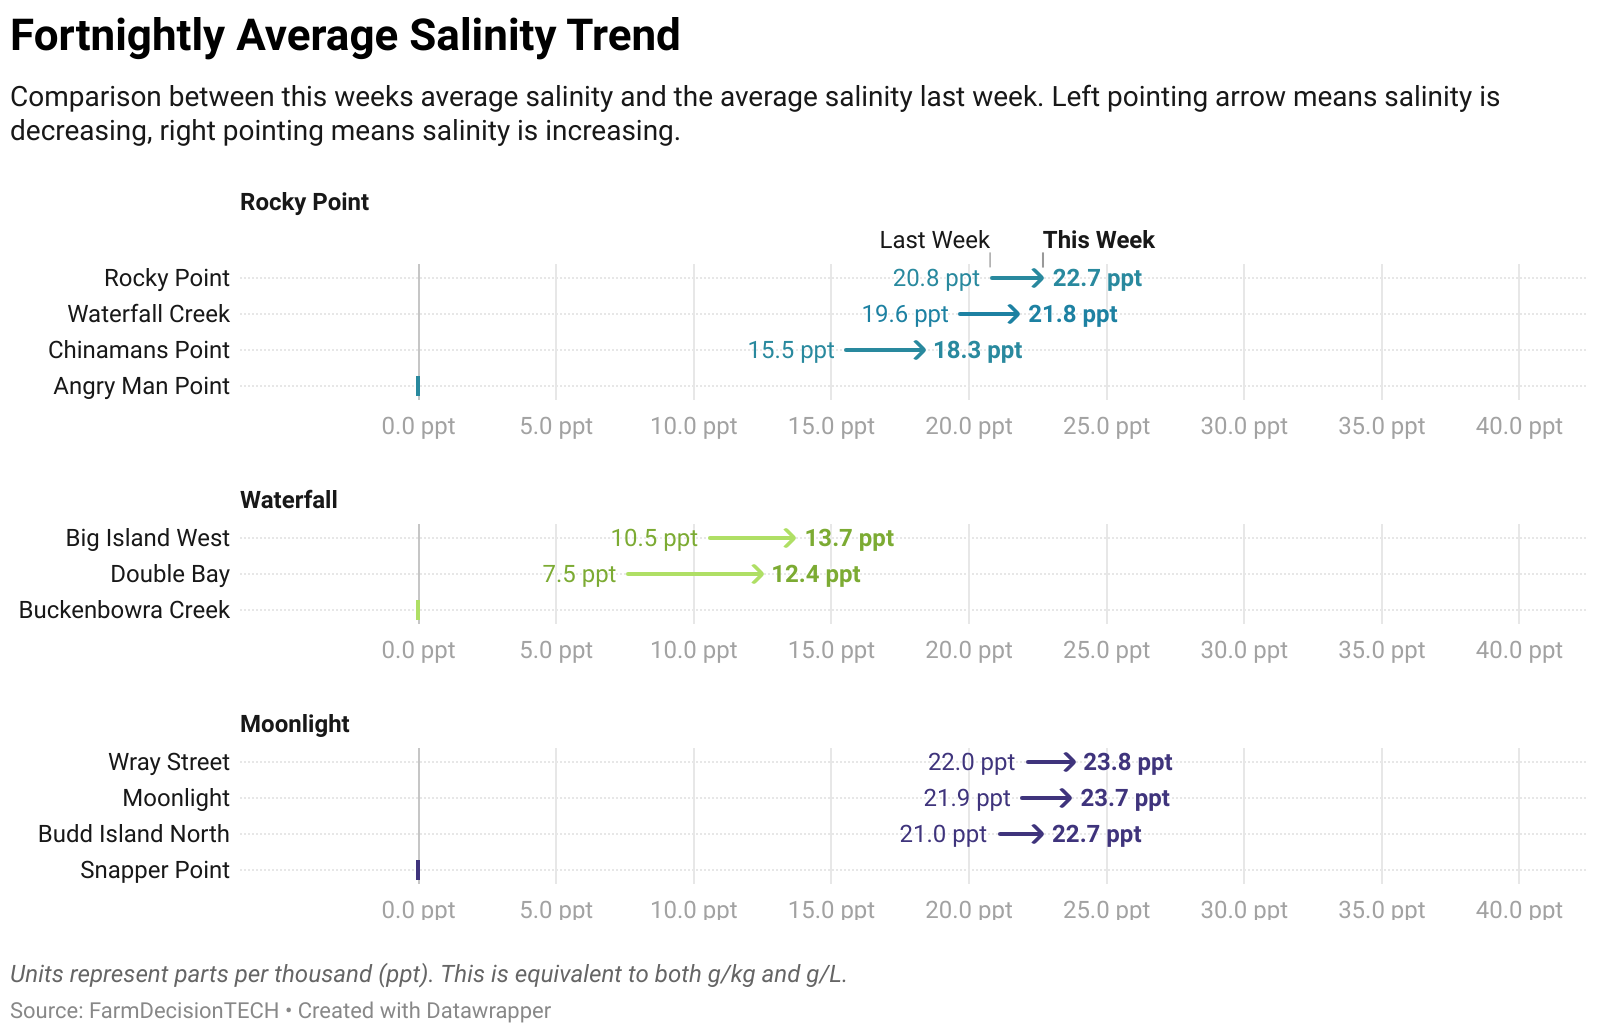 Fortnightly Average Salinity Trend
Comparison between this weeks average salinity and the average salinity last week. Left pointing arrow means salinity is
decreasing, right pointing means salinity is increasing.
Rocky Point
Last Week This Week
Rocky Point 20.8 ppt 22.7 ppt
Waterfall Creek 19.6 ppt 21.8 ppt
Chinamans Point 15.5 ppt 18.3 ppt
Angry Man Point
0.0 ppt 5.0 ppt 10.0 ppt 15.0 ppt 20.0 ppt 25.0 ppt 30.0 ppt 35.0 ppt 40.0 ppt
Waterfall
Big Island West 10.5 ppt 13.7 ppt
Double Bay 7.5 ppt 12.4 ppt
Buckenbowra Creek
0.0 ppt 5.0 ppt 10.0 ppt 15.0 ppt 20.0 ppt 25.0 ppt 30.0 ppt 35.0 ppt 40.0 ppt
Moonlight
Wray Street 22.0 ppt 23.8 ppt
Moonlight 21.9 ppt 23.7 ppt
Budd Island North 21.0 ppt 22.7 ppt
Snapper Point
0.0 ppt 5.0 ppt 10.0 ppt 15.0 ppt 20.0 ppt 25.0 ppt 30.0 ppt 35.0 ppt 40.0 ppt
Units represent parts per thousand (ppt). This is equivalent to both g/kg and g/L.
Source: FarmDecisionTECH • Created with Datawrapper